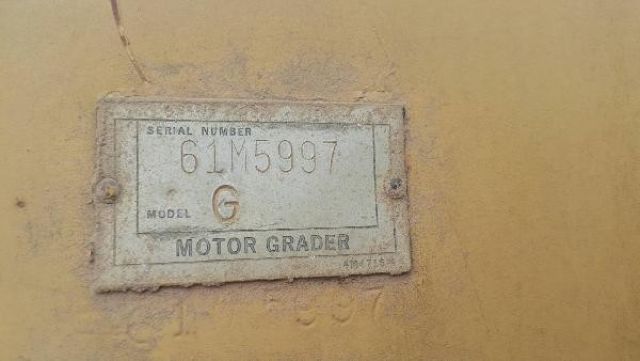 SERIAL NUMBER
61M5997
MODEL G
MOTOR GRADER